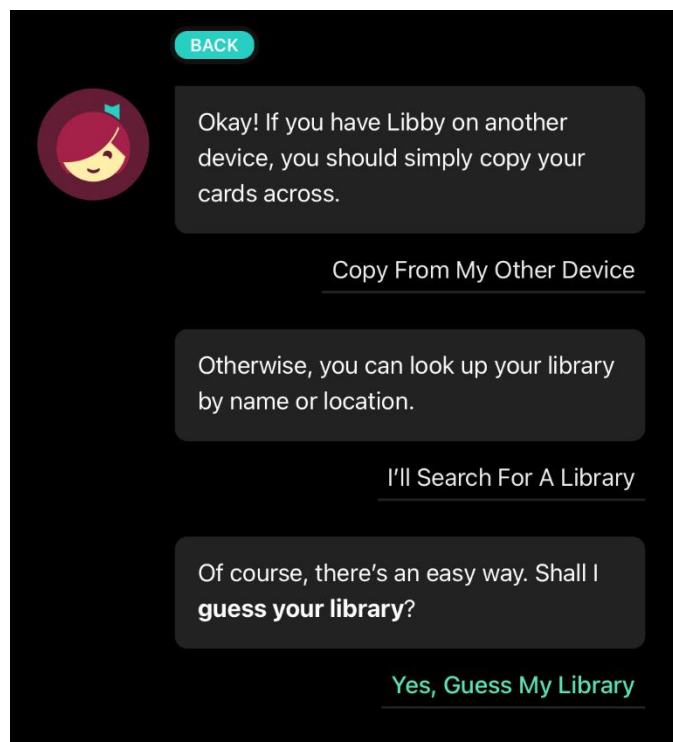 BACK
Okay! If you have Libby on another
device, you should simply copy your
cards across.
Copy From My Other Device
Otherwise, you can look up your library
by name or location.
I’ll Search For A Library
Of course, there’s an easy way. Shall I
guess your library?
Yes, Guess My Library